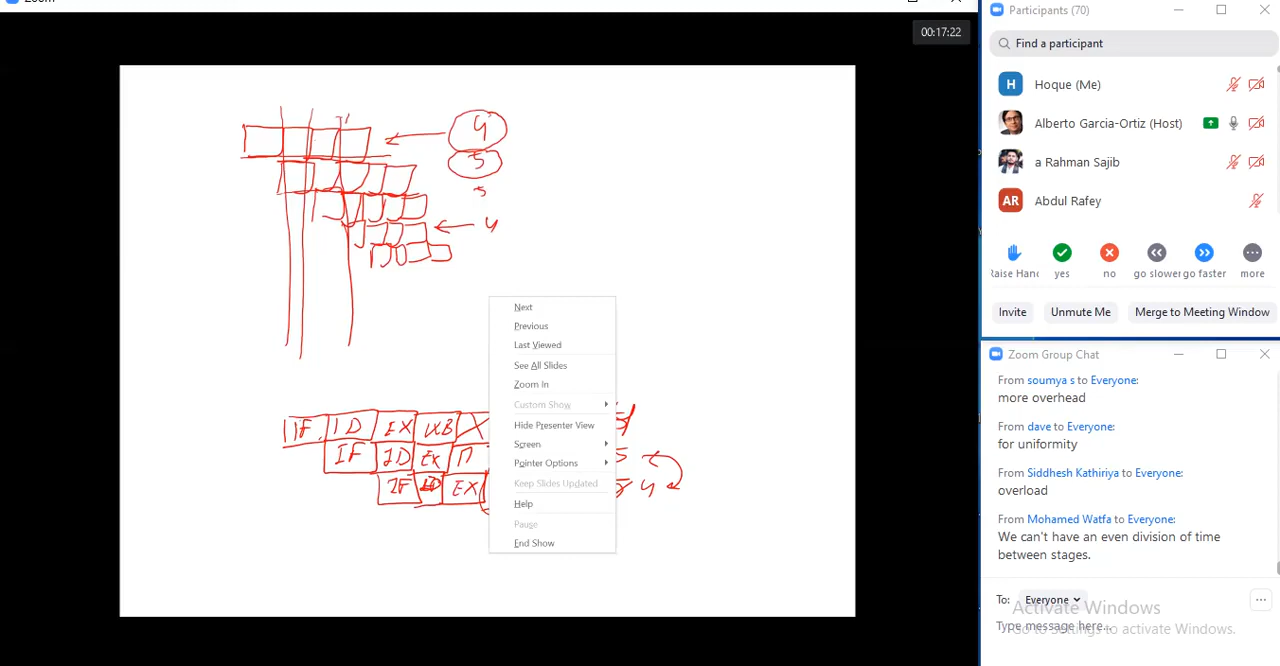 Zoom
00:17:22
4
5
5
4
IF ID EX WB
IF ID EX M
IF ID EX
5
4
Next
Previous
Last Viewed
See All Slides
Zoom In
Custom Show
Hide Presenter View
Screen
Pointer Options
Keep Slides Updated
Help
Pause
End Show
Participants (70)
Find a participant
H Hoque (Me)
Alberto Garcia-Ortiz (Host)
a Rahman Sajib
AR Abdul Rafey
Raise Hand yes no go slower go faster more
Invite Unmute Me Merge to Meeting Window
Zoom Group Chat
From soumya s to Everyone:
more overhead
From dave to Everyone:
for uniformity
From Siddhesh Kathiriya to Everyone:
overload
From Mohamed Watfa to Everyone:
We can't have an even division of time
between stages.
To: Everyone
Type message here...
Activate Windows
Go to Settings to activate Windows.